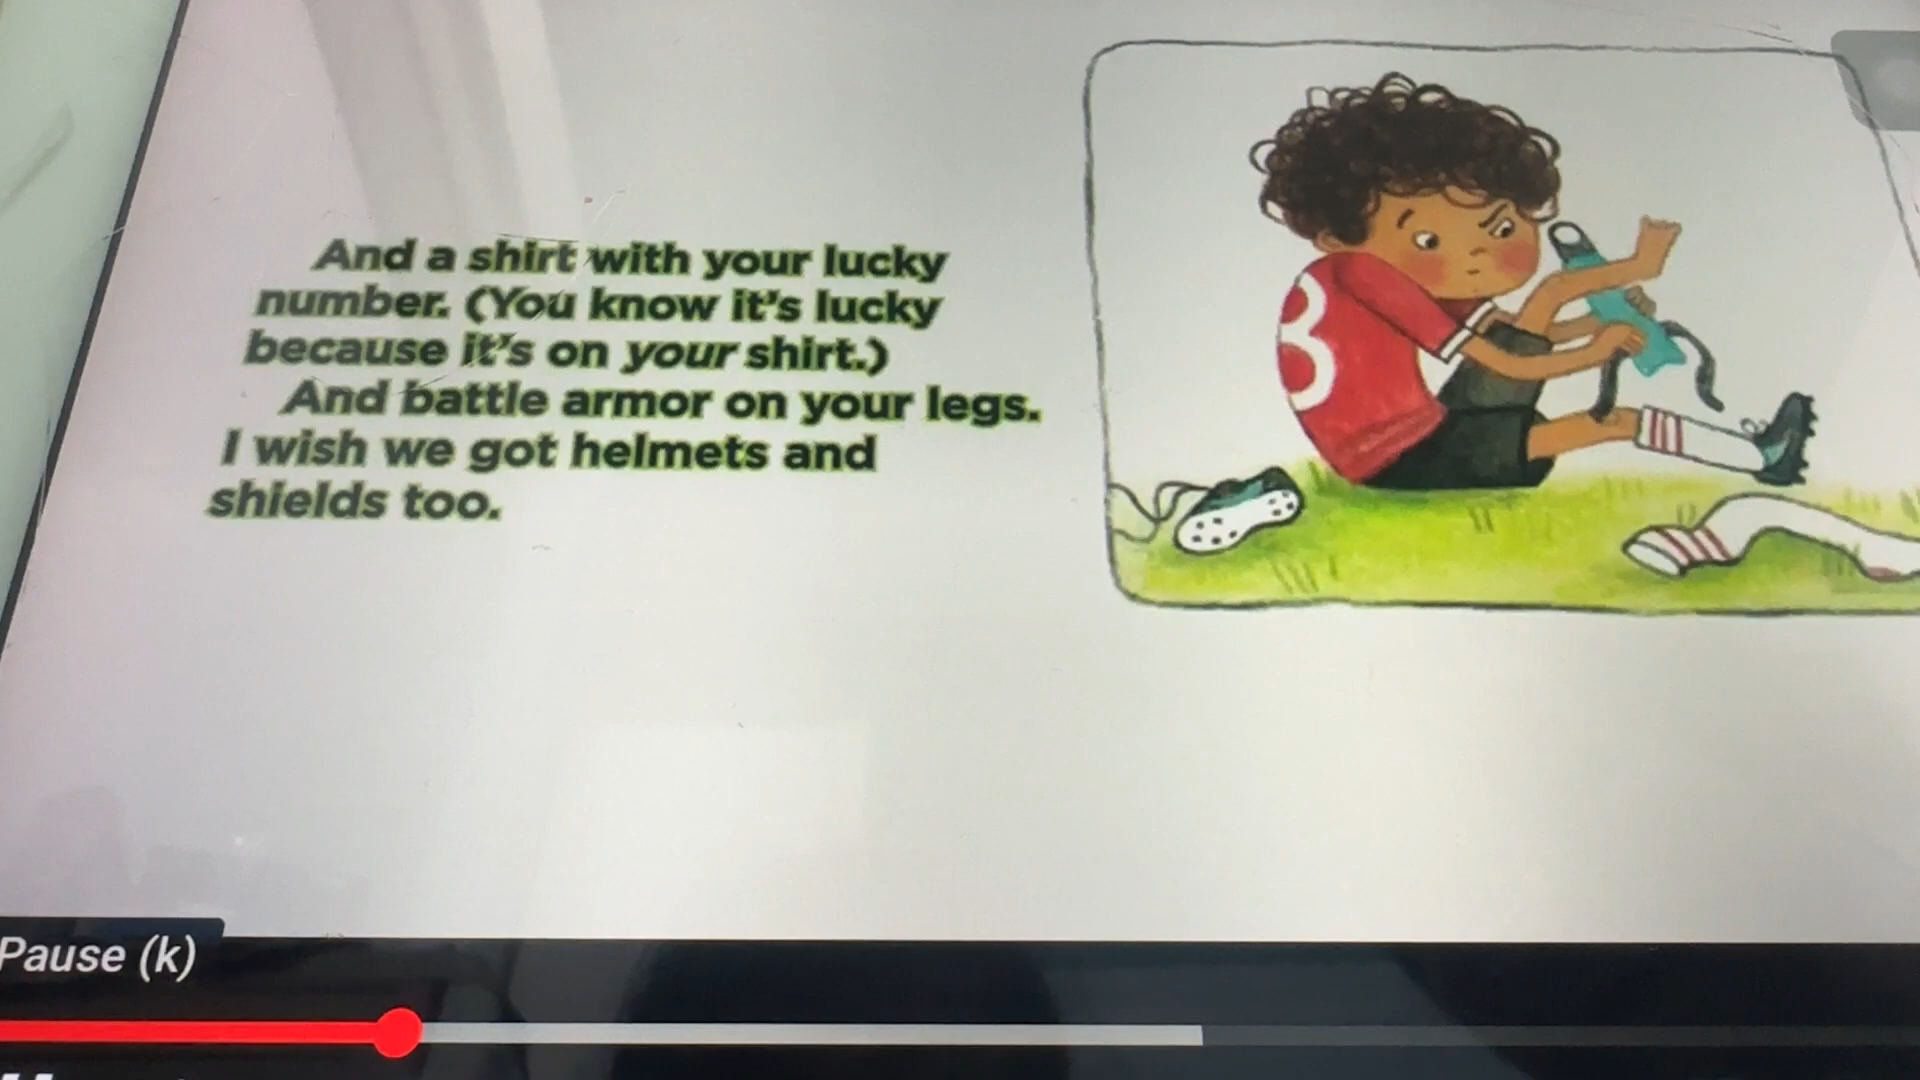 And a shirt with your lucky
number. (You know it's lucky
because it's on your shirt.)
And battle armor on your legs.
I wish we got helmets and
shields too.
3
Pause (k)